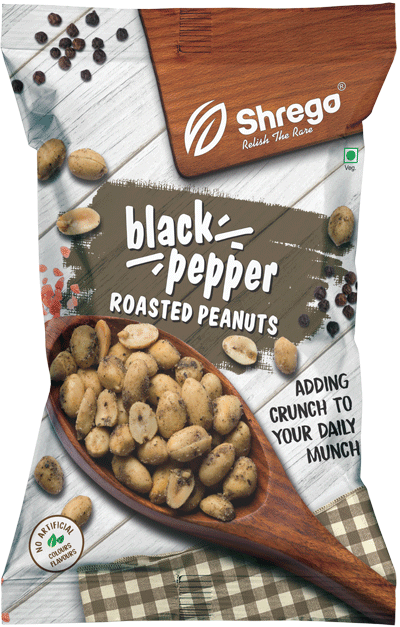 Shrego®
Relish The Rare
Veg.
black
pepper
ROASTED PEANUTS
ADDING
CRUNCH TO
YOUR DAILY
MUNCH
NO ARTIFICIAL
COLOURS
FLAVOURS